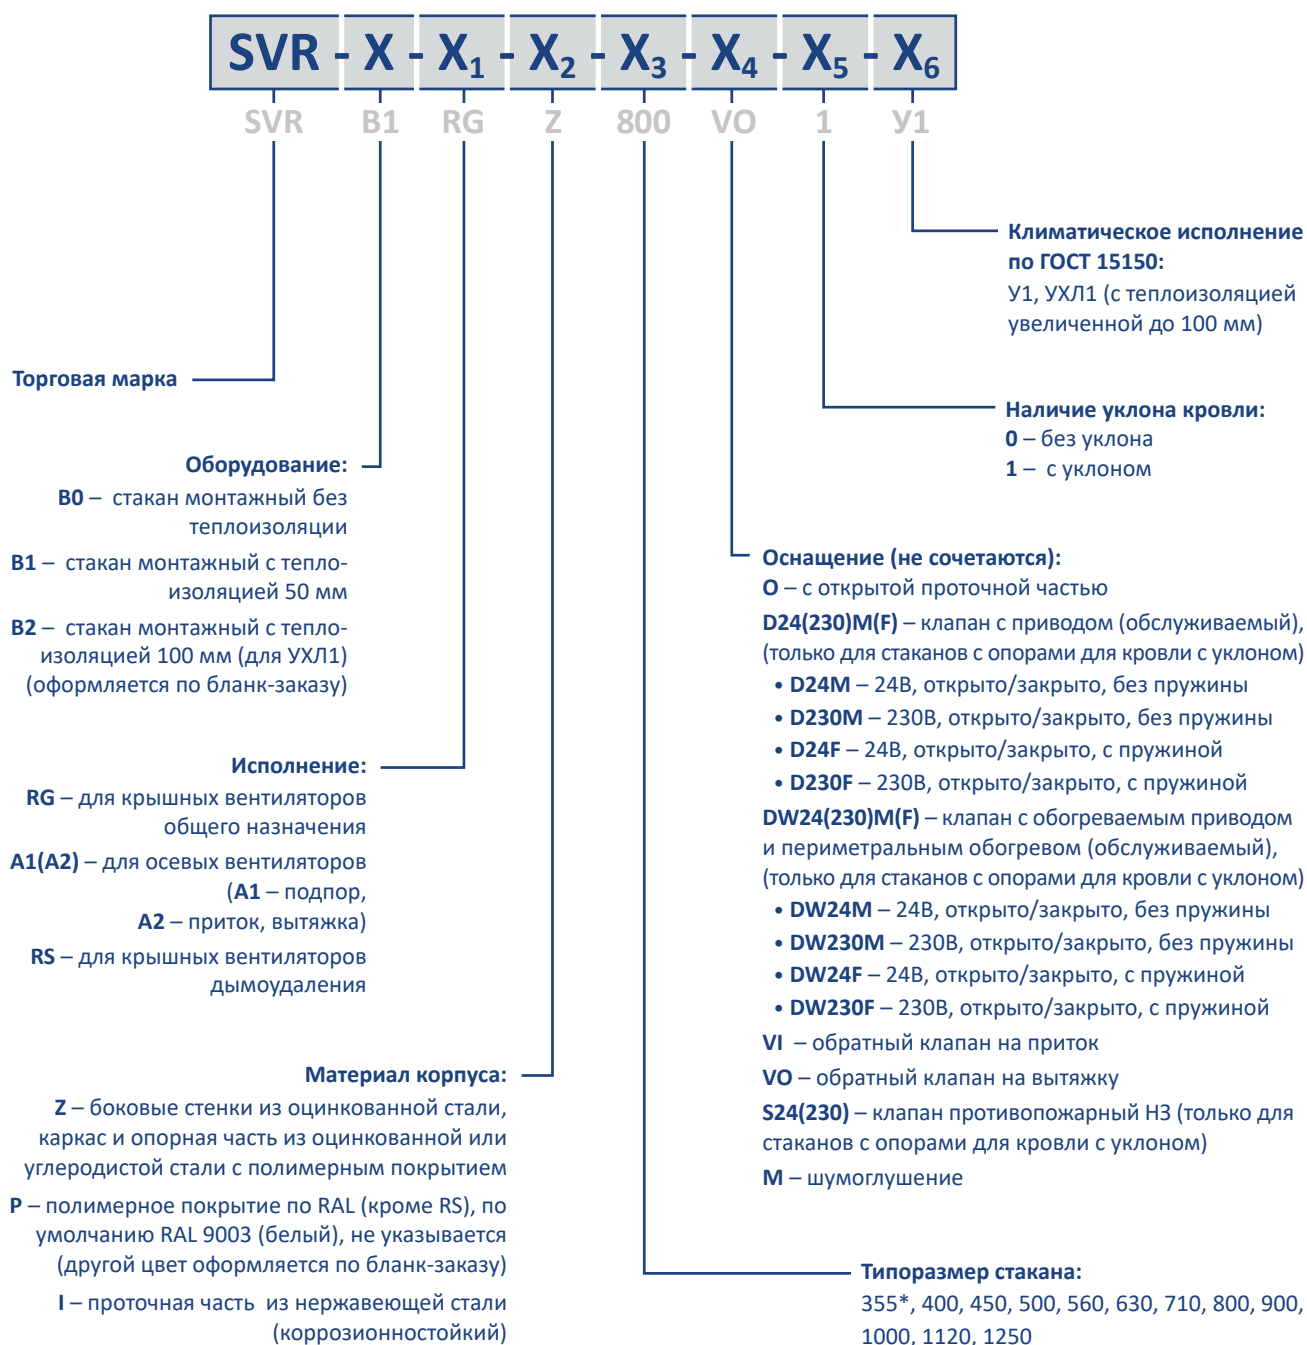 SVR - X - X₁ - X₂ - X₃ - X₄ - X₅ - X₆
SVR B1 RG Z 800 VO 1 У1
Климатическое исполнение
по ГОСТ 15150:
У1, УХЛ1 (с теплоизоляцией
увеличенной до 100 мм)
Торговая марка
Наличие уклона кровли:
0 – без уклона
1 – с уклоном
Оборудование:
B0 – стакан монтажный без
теплоизоляции
B1 – стакан монтажный с тепло-
изоляцией 50 мм
B2 – стакан монтажный с тепло-
изоляцией 100 мм (для УХЛ1)
(оформляется по бланк-заказу)
Исполнение:
RG – для крышных вентиляторов
общего назначения
A1(A2) – для осевых вентиляторов
(A1 – подпор,
A2 – приток, вытяжка)
RS – для крышных вентиляторов
дымоудаления
Материал корпуса:
Z – боковые стенки из оцинкованной стали,
каркас и опорная часть из оцинкованной или
углеродистой стали с полимерным покрытием
P – полимерное покрытие по RAL (кроме RS), по
умолчанию RAL 9003 (белый), не указывается
(другой цвет оформляется по бланк-заказу)
I – проточная часть из нержавеющей стали
(коррозионностойкий)
Оснащение (не сочетаются):
O – с открытой проточной частью
D24(230)M(F) – клапан с приводом (обслуживаемый),
(только для стаканов с опорами для кровли с уклоном)
• D24M – 24В, открыто/закрыто, без пружины
• D230M – 230В, открыто/закрыто, без пружины
• D24F – 24В, открыто/закрыто, с пружиной
• D230F – 230В, открыто/закрыто, с пружиной
DW24(230)M(F) – клапан с обогреваемым приводом
и периметральным обогревом (обслуживаемый),
(только для стаканов с опорами для кровли с уклоном)
• DW24M – 24В, открыто/закрыто, без пружины
• DW230M – 230В, открыто/закрыто, без пружины
• DW24F – 24В, открыто/закрыто, с пружиной
• DW230F – 230В, открыто/закрыто, с пружиной
VI – обратный клапан на приток
VO – обратный клапан на вытяжку
S24(230) – клапан противопожарный НЗ (только для
стаканов с опорами для кровли с уклоном)
M – шумоглушение
Типоразмер стакана:
355*, 400, 450, 500, 560, 630, 710, 800, 900,
1000, 1120, 1250